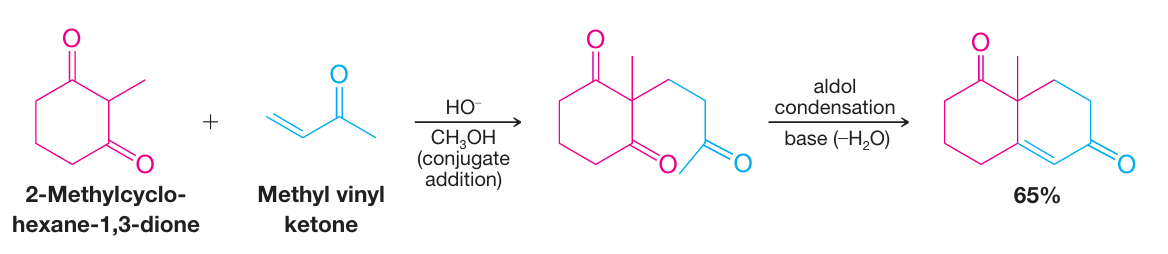 O
O
2-Methylcyclo-
hexane-1,3-dione
+
O
Methyl vinyl
ketone
HO⁻
CH₃OH
(conjugate
addition)
O
O
O
aldol
condensation
base (–H₂O)
O
O
65%